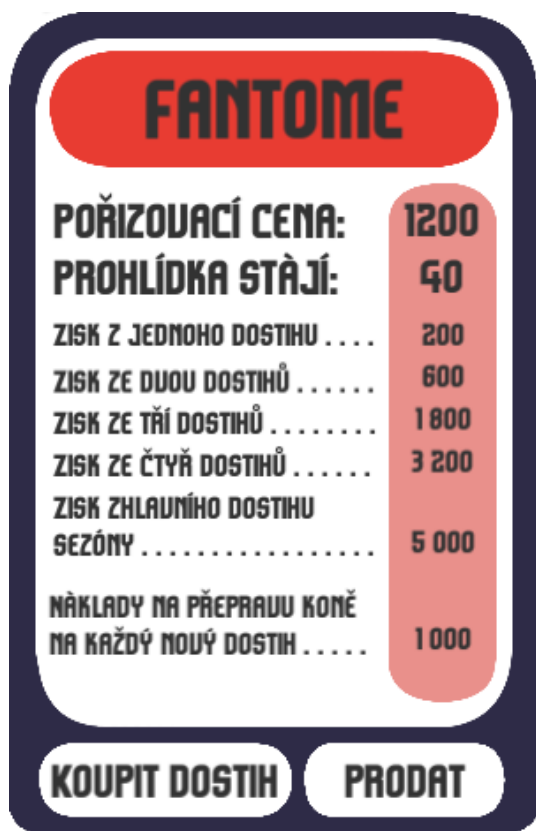 FANTOME
POŘIZOVACÍ CENA: 1200
PROHLÍDKA STÀJÍ: 40
ZISK Z JEDNOHO DOSTIHU .... 200
ZISK ZE DVOU DOSTIHŮ ...... 600
ZISK ZE TŘÍ DOSTIHŮ ........ 1 800
ZISK ZE ČTYŘ DOSTIHŮ ...... 3 200
ZISK ZHLAVNÍHO DOSTIHU
SEZÓNY .................. 5 000
NÀKLADY NA PŘEPRAVU KONĚ
NA KAŽDÝ NOVÝ DOSTIH ..... 1 000
KOUPIT DOSTIH PRODAT